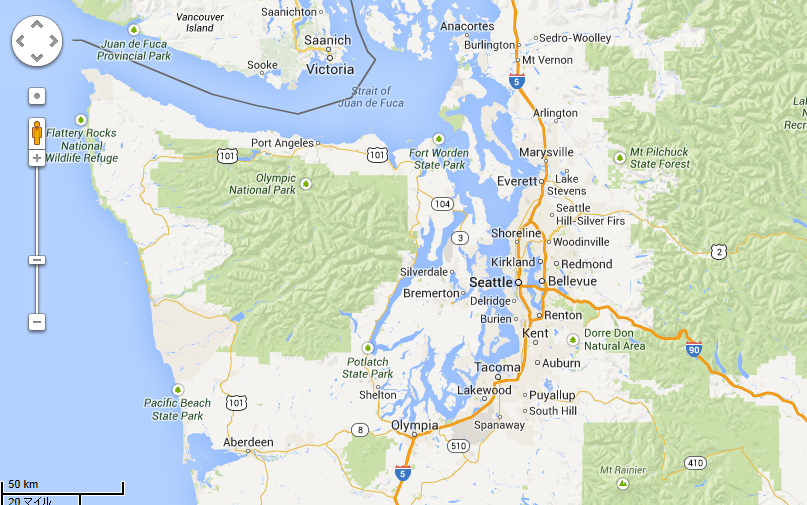 Vancouver
Island
Saanichton
Anacortes
Juan de Fuca
Provincial Park
Saanich
Burlington
Sedro-Woolley
Sooke
Victoria
Mt Vernon
5
Strait of
Juan de Fuca
Arlington
Flattery Rocks
National
Wildlife Refuge
Port Angeles
101
101
Fort Worden
State Park
Marysville
Mt Pilchuck
State Forest
La
N
Recr
Olympic
National Park
Everett
Lake
Stevens
104
Seattle
Hill-Silver Firs
3
Shoreline
Woodinville
2
Silverdale
Kirkland
Redmond
Seattle
Bellevue
Bremerton
Delridge
Burien
Renton
Kent
Dorre Don
Natural Area
90
Potlatch
State Park
Tacoma
Auburn
Pacific Beach
State Park
101
Shelton
Lakewood
Puyallup
South Hill
8
Olympia
Spanaway
Aberdeen
510
410
5
Mt Rainier
50 km
20 マイル